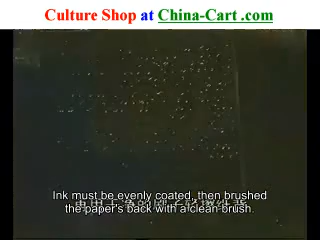 Culture Shop at China-Cart .com
Ink must be evenly coated, then brushed
the paper's back with a clean brush.